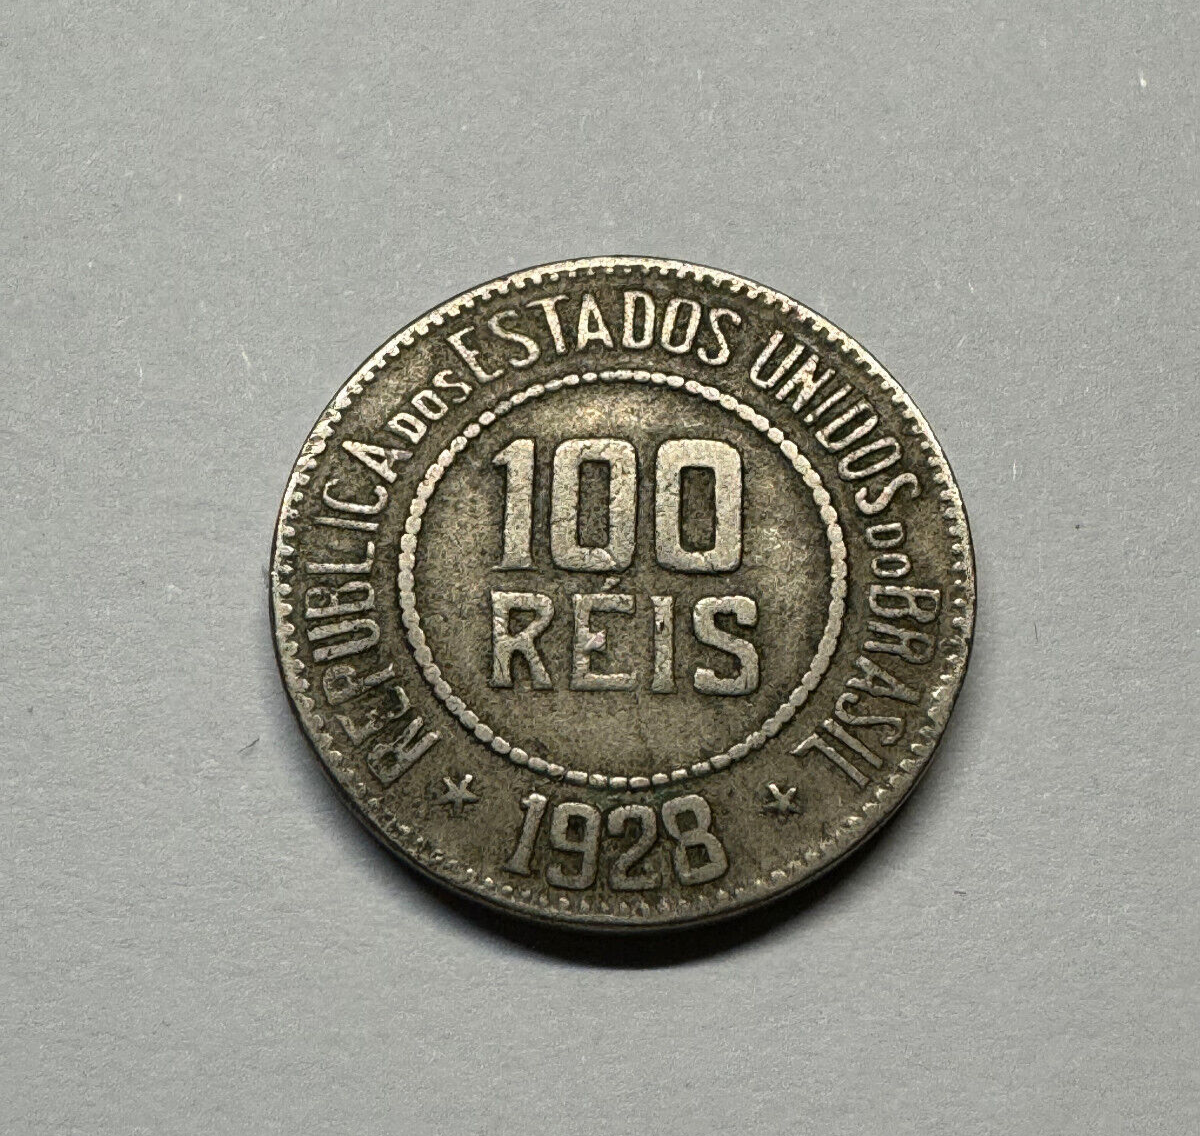 REPUBLICA DOS ESTADOS UNIDOS DO BRASIL
100
RÉIS
* 1928 *